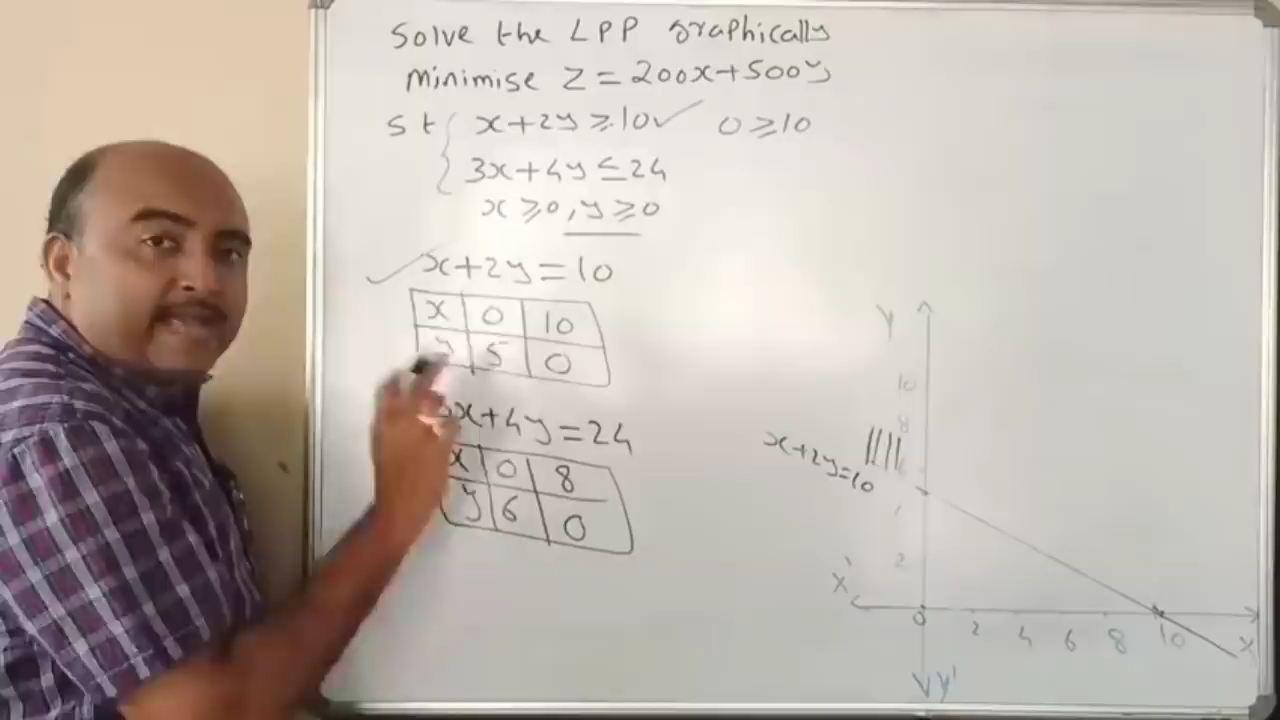 Solve the LPP graphically
Minimise Z = 200x+500y
St x+2y ≥ 10 ✓ 0 ≥ 10
3x+4y ≤ 24
x ≥ 0, y ≥ 0
✓ x+2y = 10
x 0 10
y 5 0
3x+4y = 24
x 0 8
y 6 0
Y
10
8
x+2y=10
2
X' 0 2 4 6 8 10 X
Y'